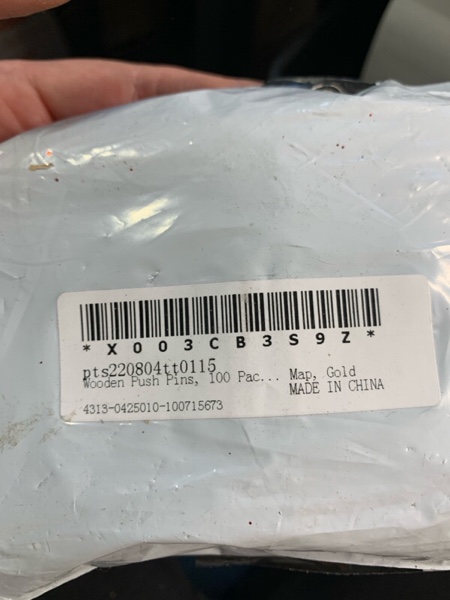 * X 0 0 3 C B 3 S 9 Z *
pts220804tt0115
Wooden Push Pins, 100 Pac... Map, Gold
MADE IN CHINA
4313-0425010-100715673